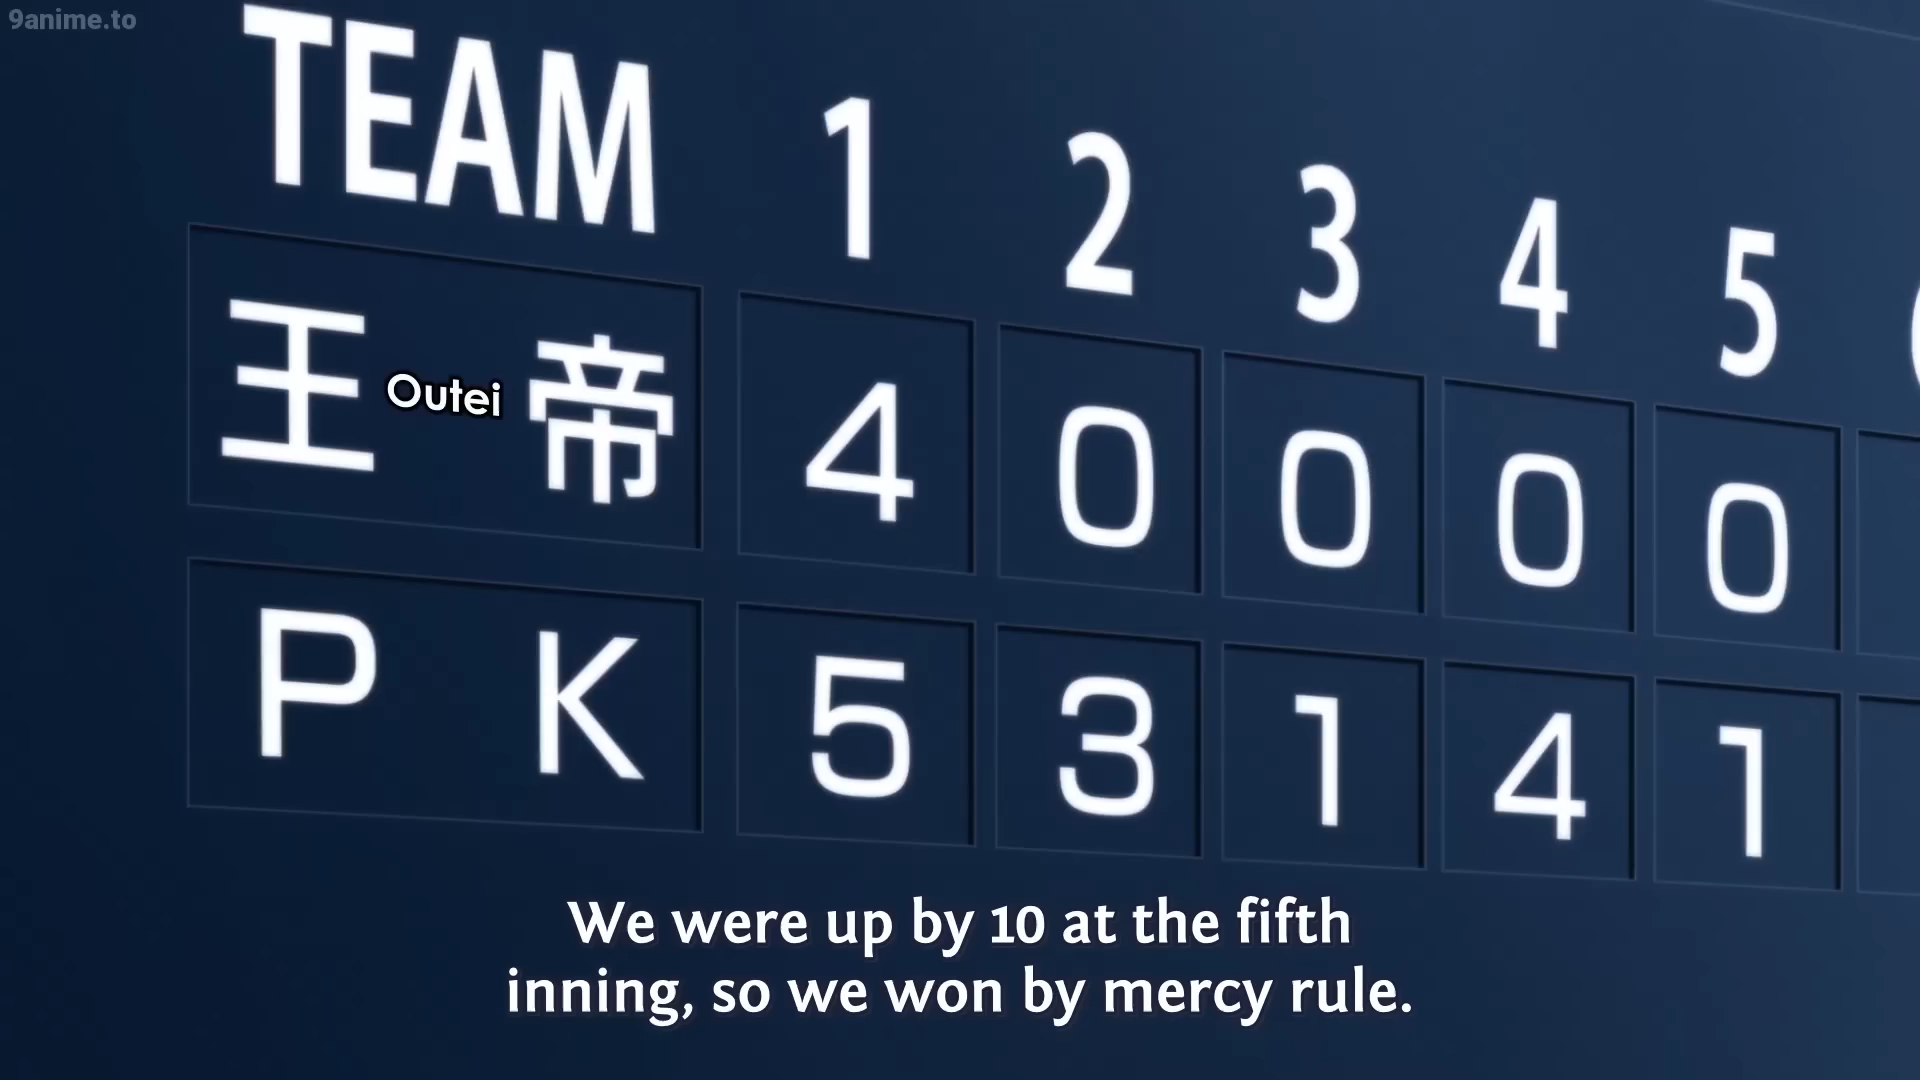 9anime.to
TEAM 1 2 3 4 5
王 Outei 帝 4 0 0 0 0
P K 5 3 1 4 1
We were up by 10 at the fifth
inning, so we won by mercy rule.